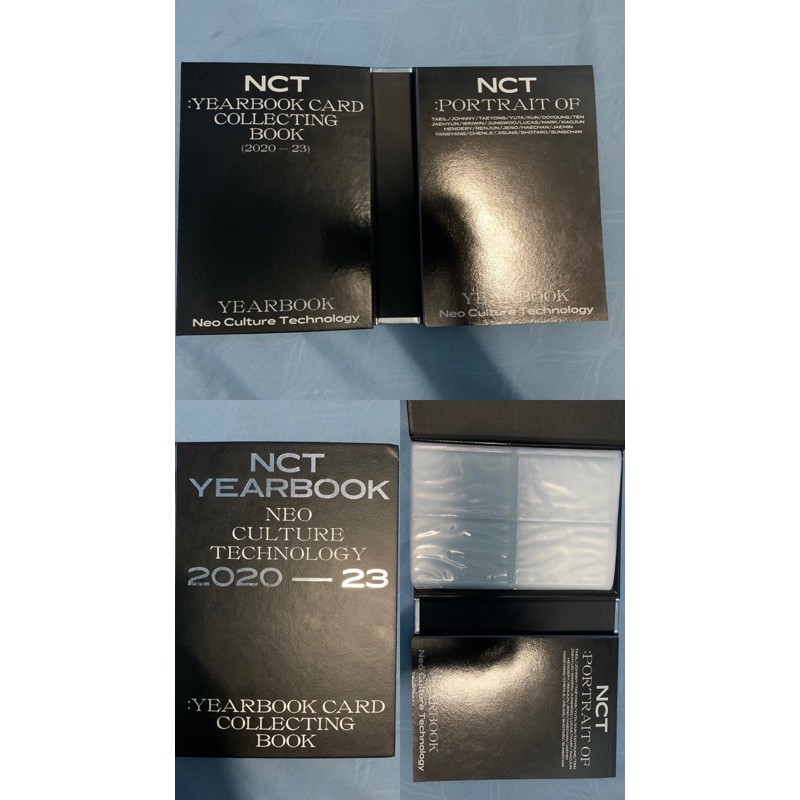 NCT
:YEARBOOK CARD
COLLECTING
BOOK
(2020 — 23)
YEARBOOK
Neo Culture Technology
NCT
:PORTRAIT OF
TAEIL/JOHNNY/TAEYONG/YUTA/KUN/DOYOUNG/TEN
JAEHYUN/WINWIN/JUNGWOO/LUCAS/MARK/XIAOJUN
HENDERY/RENJUN/JENO/HAECHAN/JAEMIN
YANGYANG/CHENLE/JISUNG/SHOTARO/SUNGCHAN
YEARBOOK
Neo Culture Technology
NCT
YEARBOOK
NEO
CULTURE
TECHNOLOGY
2020 — 23
:YEARBOOK CARD
COLLECTING
BOOK
NCT
:PORTRAIT OF
Neo Culture Technology